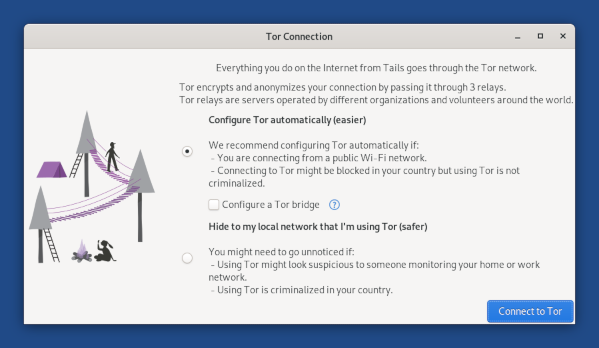 Tor Connection
Everything you do on the Internet from Tails goes through the Tor network.
Tor encrypts and anonymizes your connection by passing it through 3 relays.
Tor relays are servers operated by different organizations and volunteers around the world.
Configure Tor automatically (easier)
We recommend configuring Tor automatically if:
- You are connecting from a public Wi-Fi network.
- Connecting to Tor might be blocked in your country but using Tor is not
criminalized.
Configure a Tor bridge ?
Hide to my local network that I'm using Tor (safer)
You might need to go unnoticed if:
- Using Tor might look suspicious to someone monitoring your home or work
network.
- Using Tor is criminalized in your country.
Connect to Tor